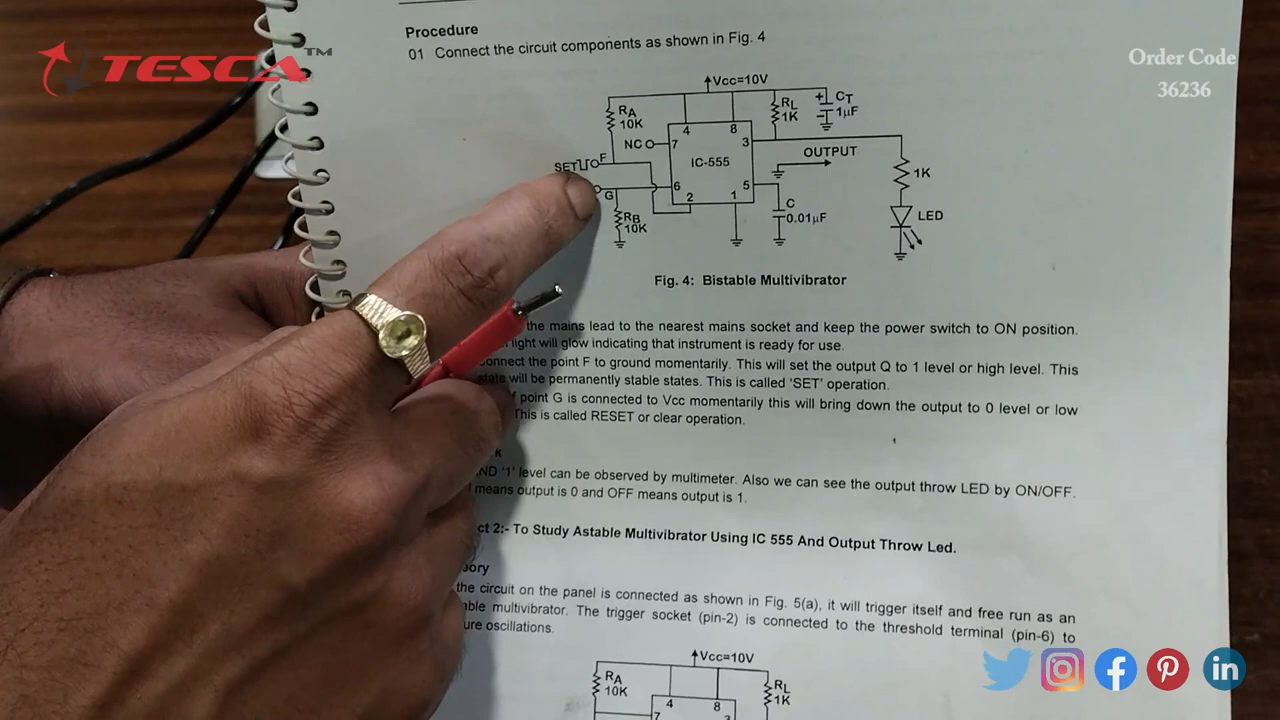 TESCA™
Order Code
36236
Procedure
01 Connect the circuit components as shown in Fig. 4
Vcc=10V
RA
10K
RL
1K
CT
1µF
+
-
4
8
NC
7
3
SET
F
IC-555
OUTPUT
1K
6
5
G
2
1
RB
10K
C
0.01µF
LED
Fig. 4: Bistable Multivibrator
the mains lead to the nearest mains socket and keep the power switch to ON position.
light will glow indicating that instrument is ready for use.
onnect the point F to ground momentarily. This will set the output Q to 1 level or high level. This
state will be permanently stable states. This is called 'SET' operation.
f point G is connected to Vcc momentarily this will bring down the output to 0 level or low
This is called RESET or clear operation.
ND '1' level can be observed by multimeter. Also we can see the output throw LED by ON/OFF.
means output is 0 and OFF means output is 1.
ct 2:- To Study Astable Multivibrator Using IC 555 And Output Throw Led.
ory
the circuit on the panel is connected as shown in Fig. 5(a), it will trigger itself and free run as an
ble multivibrator. The trigger socket (pin-2) is connected to the threshold terminal (pin-6) to
ure oscillations.
Vcc=10V
RA
10K
RL
1K
4
8
7
3